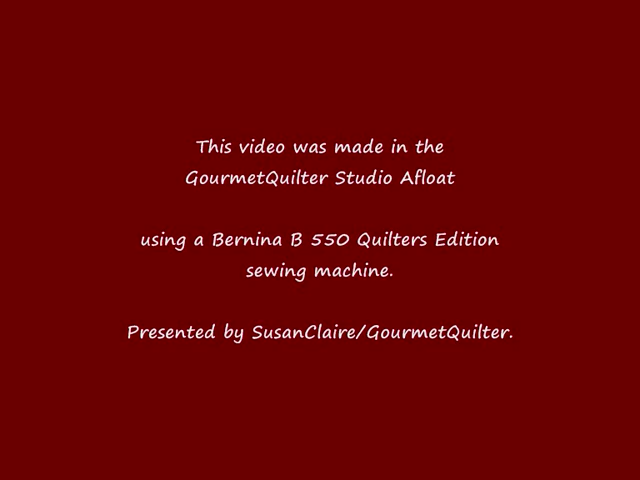 This video was made in the
GourmetQuilter Studio Afloat
using a Bernina B 550 Quilters Edition
sewing machine.
Presented by SusanClaire/GourmetQuilter.